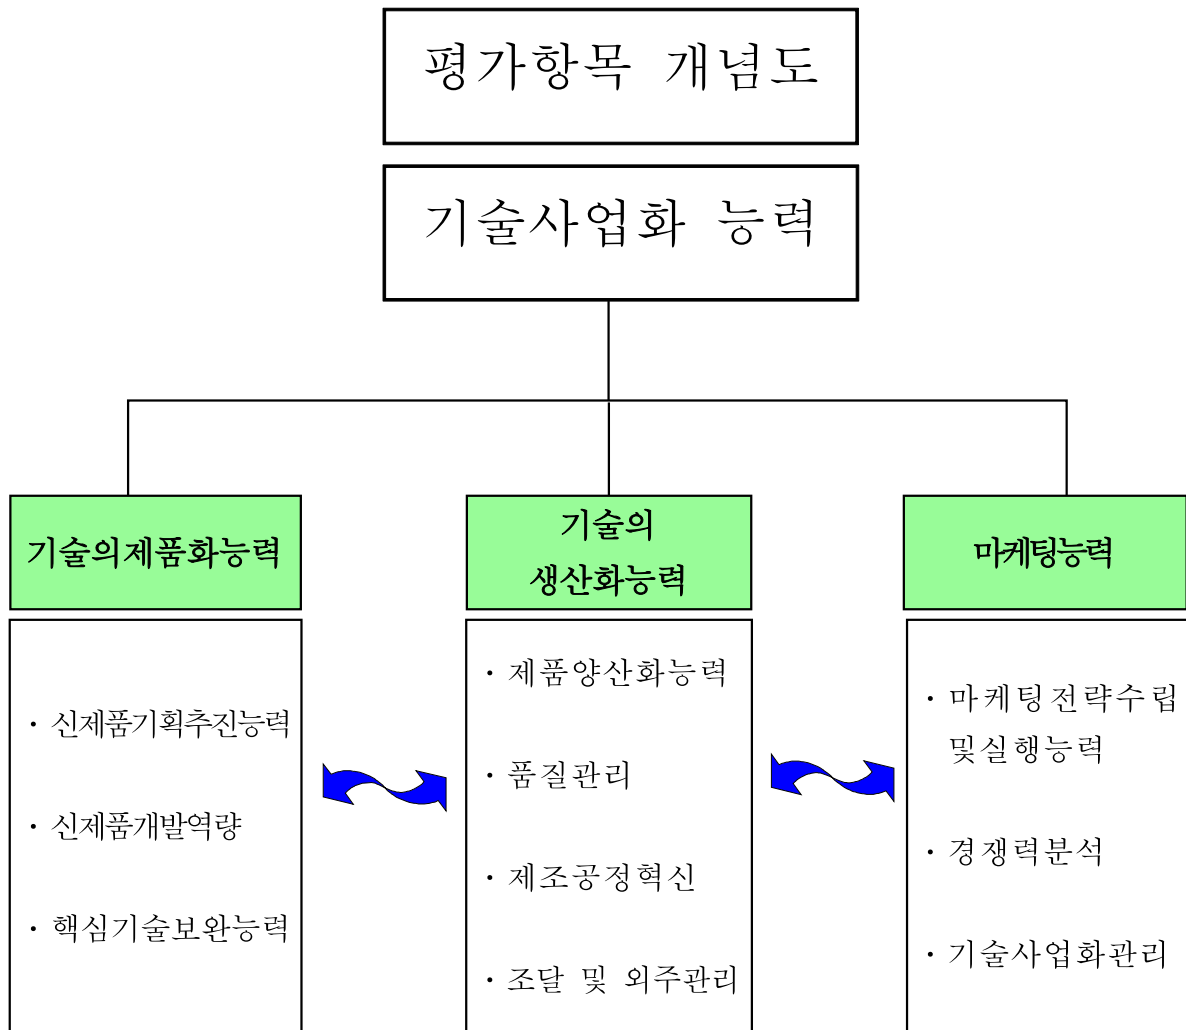 평가항목 개념도
기술사업화 능력
기술의제품화능력
· 신제품기획추진능력
· 신제품개발역량
· 핵심기술보완능력
기술의
생산화능력
· 제품양산화능력
· 품질관리
· 제조공정혁신
· 조달 및 외주관리
마케팅능력
· 마케팅전략수립
및실행능력
· 경쟁력분석
· 기술사업화관리